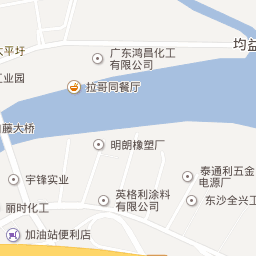 太平圩
广东鸿昌化工
有限公司
均益
工业园
拉哥同餐厅
藤大桥
明朗橡塑厂
泰通利五金
电源厂
宇锋实业
英格利涂料
有限公司
东沙全兴工
丽时化工
加油站便利店